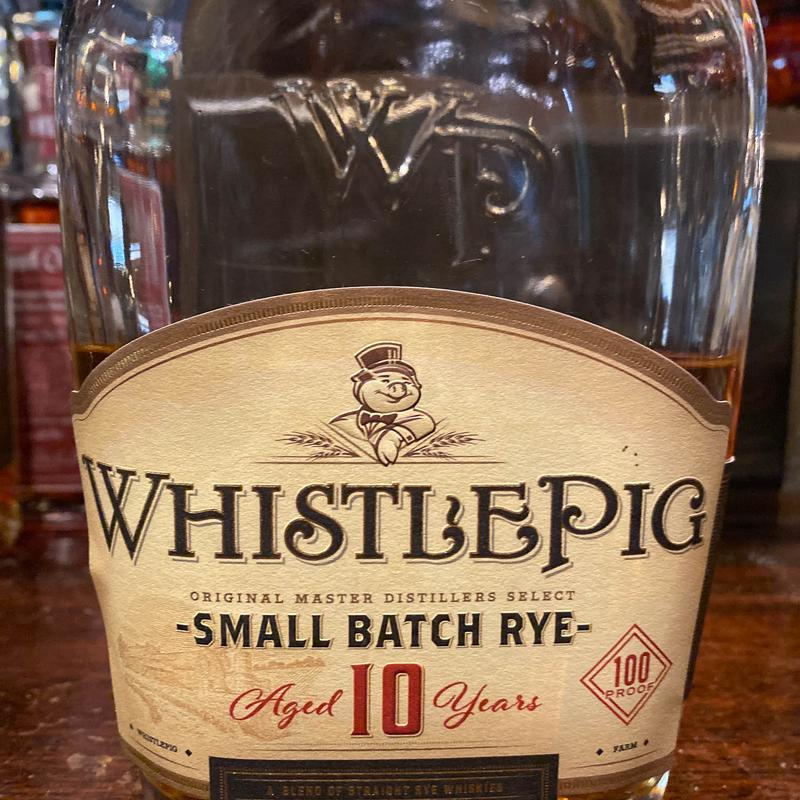 WP
WHISTLEPIG
ORIGINAL MASTER DISTILLERS SELECT
-SMALL BATCH RYE-
Aged 10 Years
100
PROOF
WHISTLEPIG
FARM
A BLEND OF STRAIGHT RYE WHISKIES